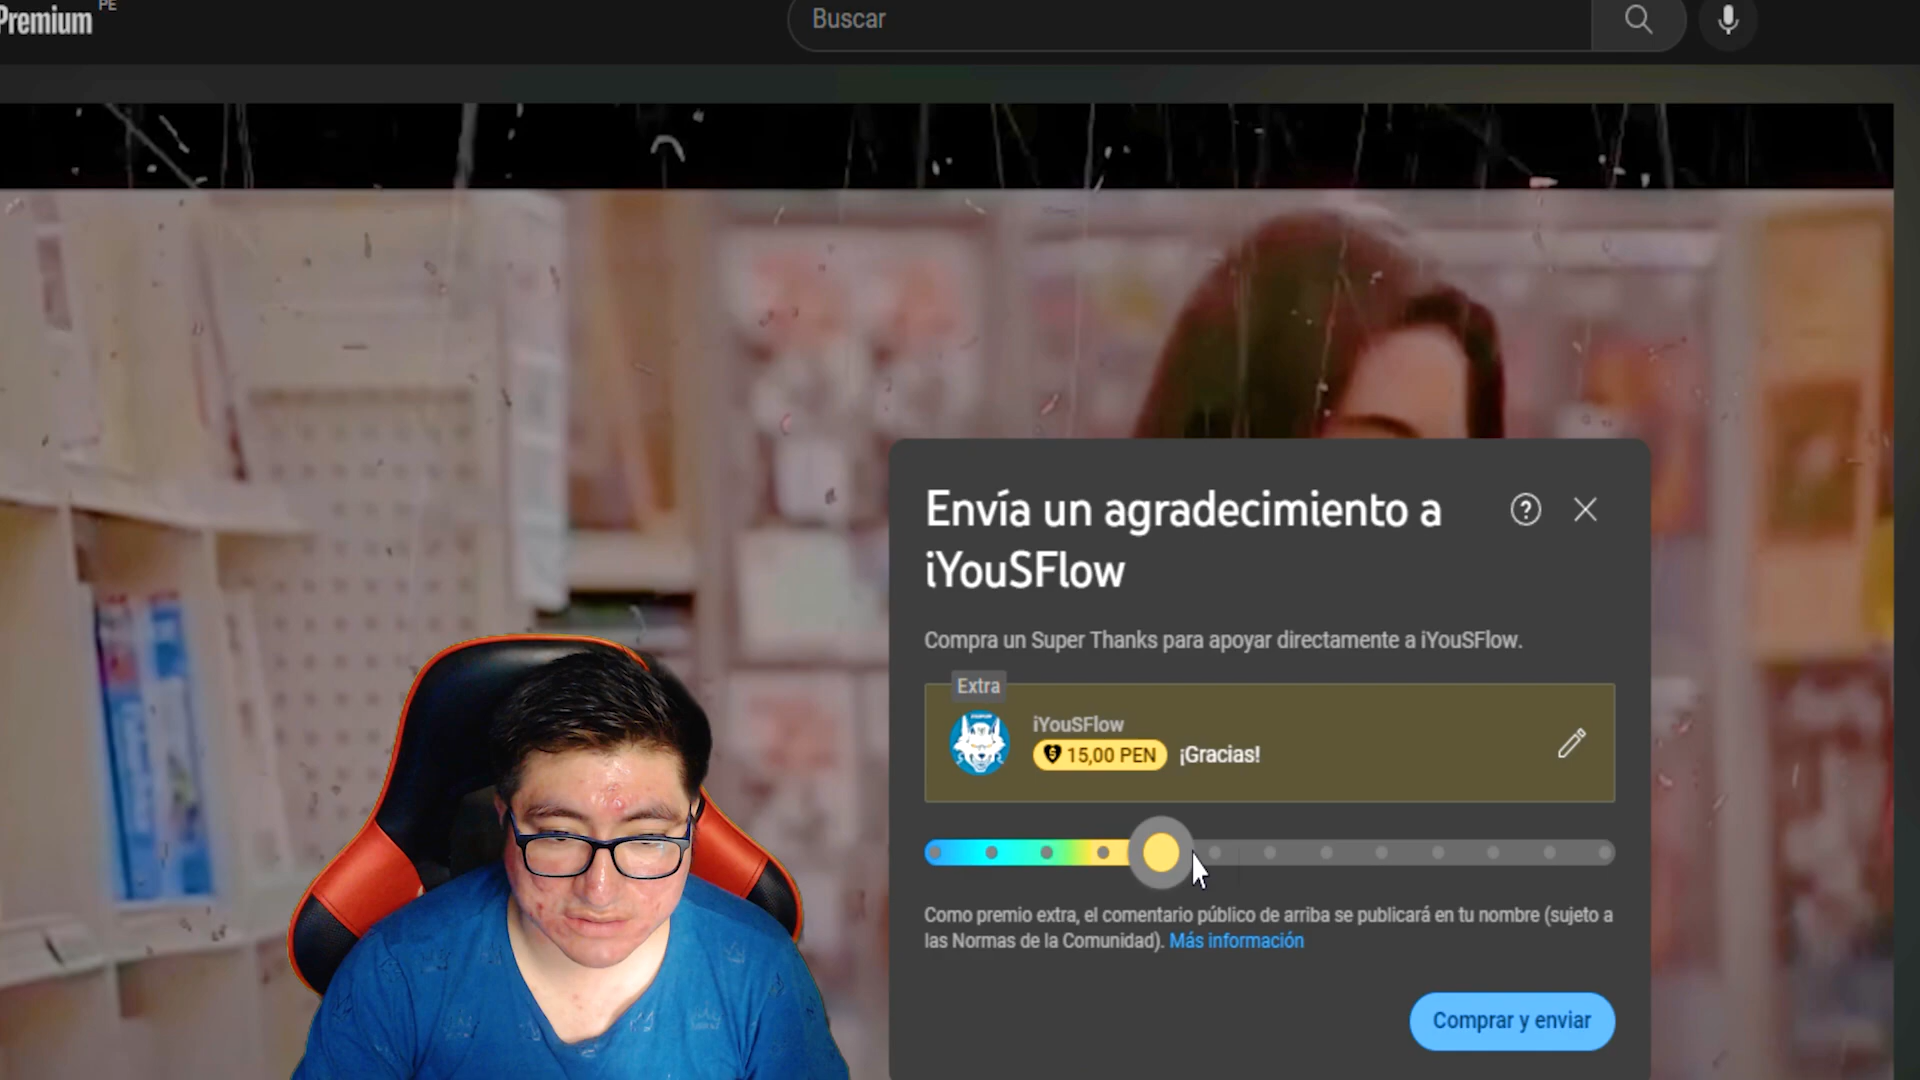 Premium PE
Buscar
Envía un agradecimiento a
iYouSFlow
Compra un Super Thanks para apoyar directamente a iYouSFlow.
Extra
iYouSFlow
15,00 PEN ¡Gracias!
Como premio extra, el comentario público de arriba se publicará en tu nombre (sujeto a
las Normas de la Comunidad). Más información
Comprar y enviar